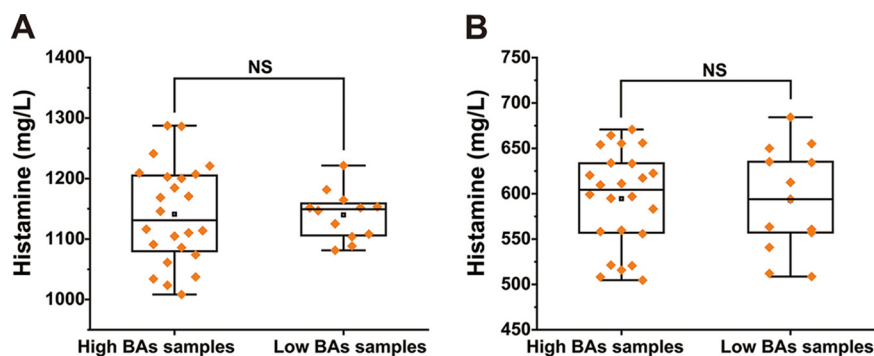 A
Histamine (mg/L)
1400
1300
1200
1100
1000
NS
High BAs samples Low BAs samples
B
Histamine (mg/L)
750
700
650
600
550
500
450
NS
High BAs samples Low BAs samples